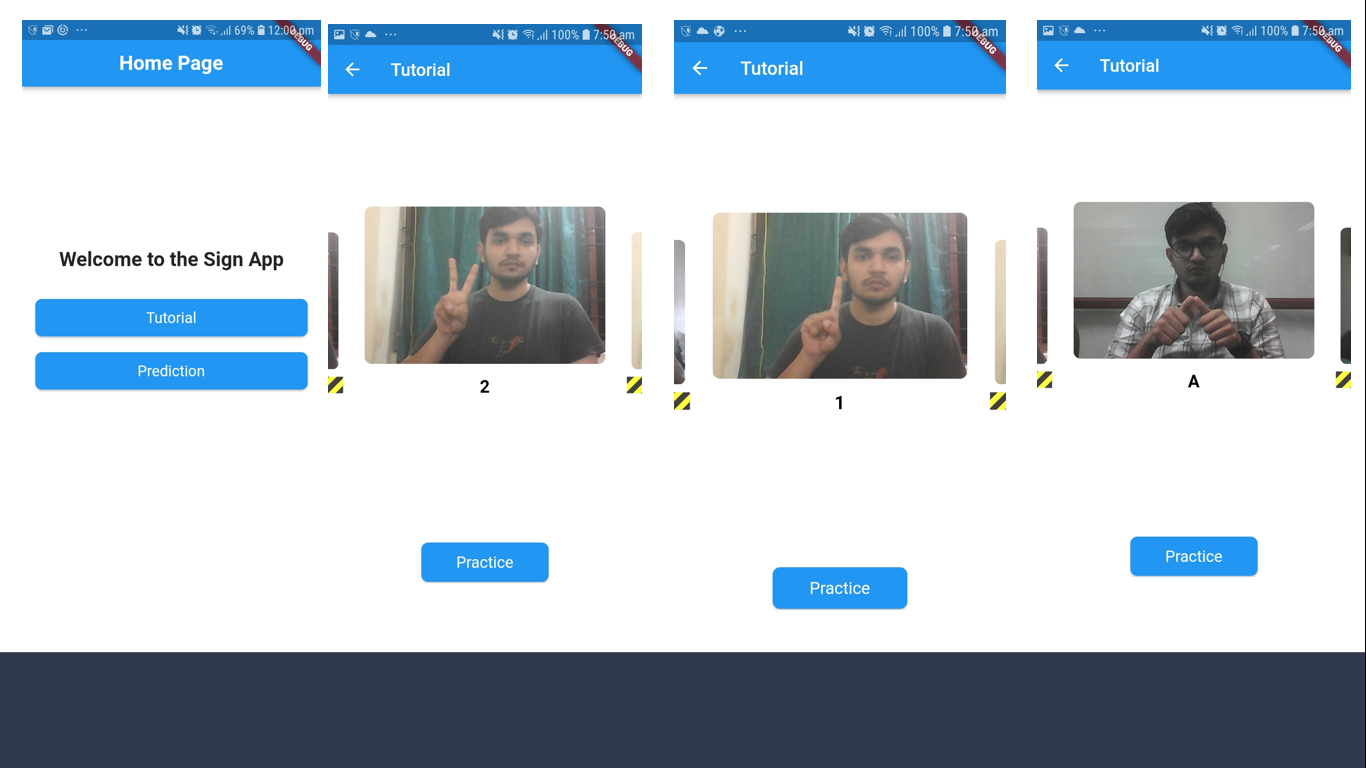 69% 12:00 pm
DEBUG
Home Page
Welcome to the Sign App
Tutorial
Prediction
100% 7:50 am
DEBUG
Tutorial
2
Practice
100% 7:50 am
DEBUG
Tutorial
1
Practice
100% 7:50 am
DEBUG
Tutorial
A
Practice